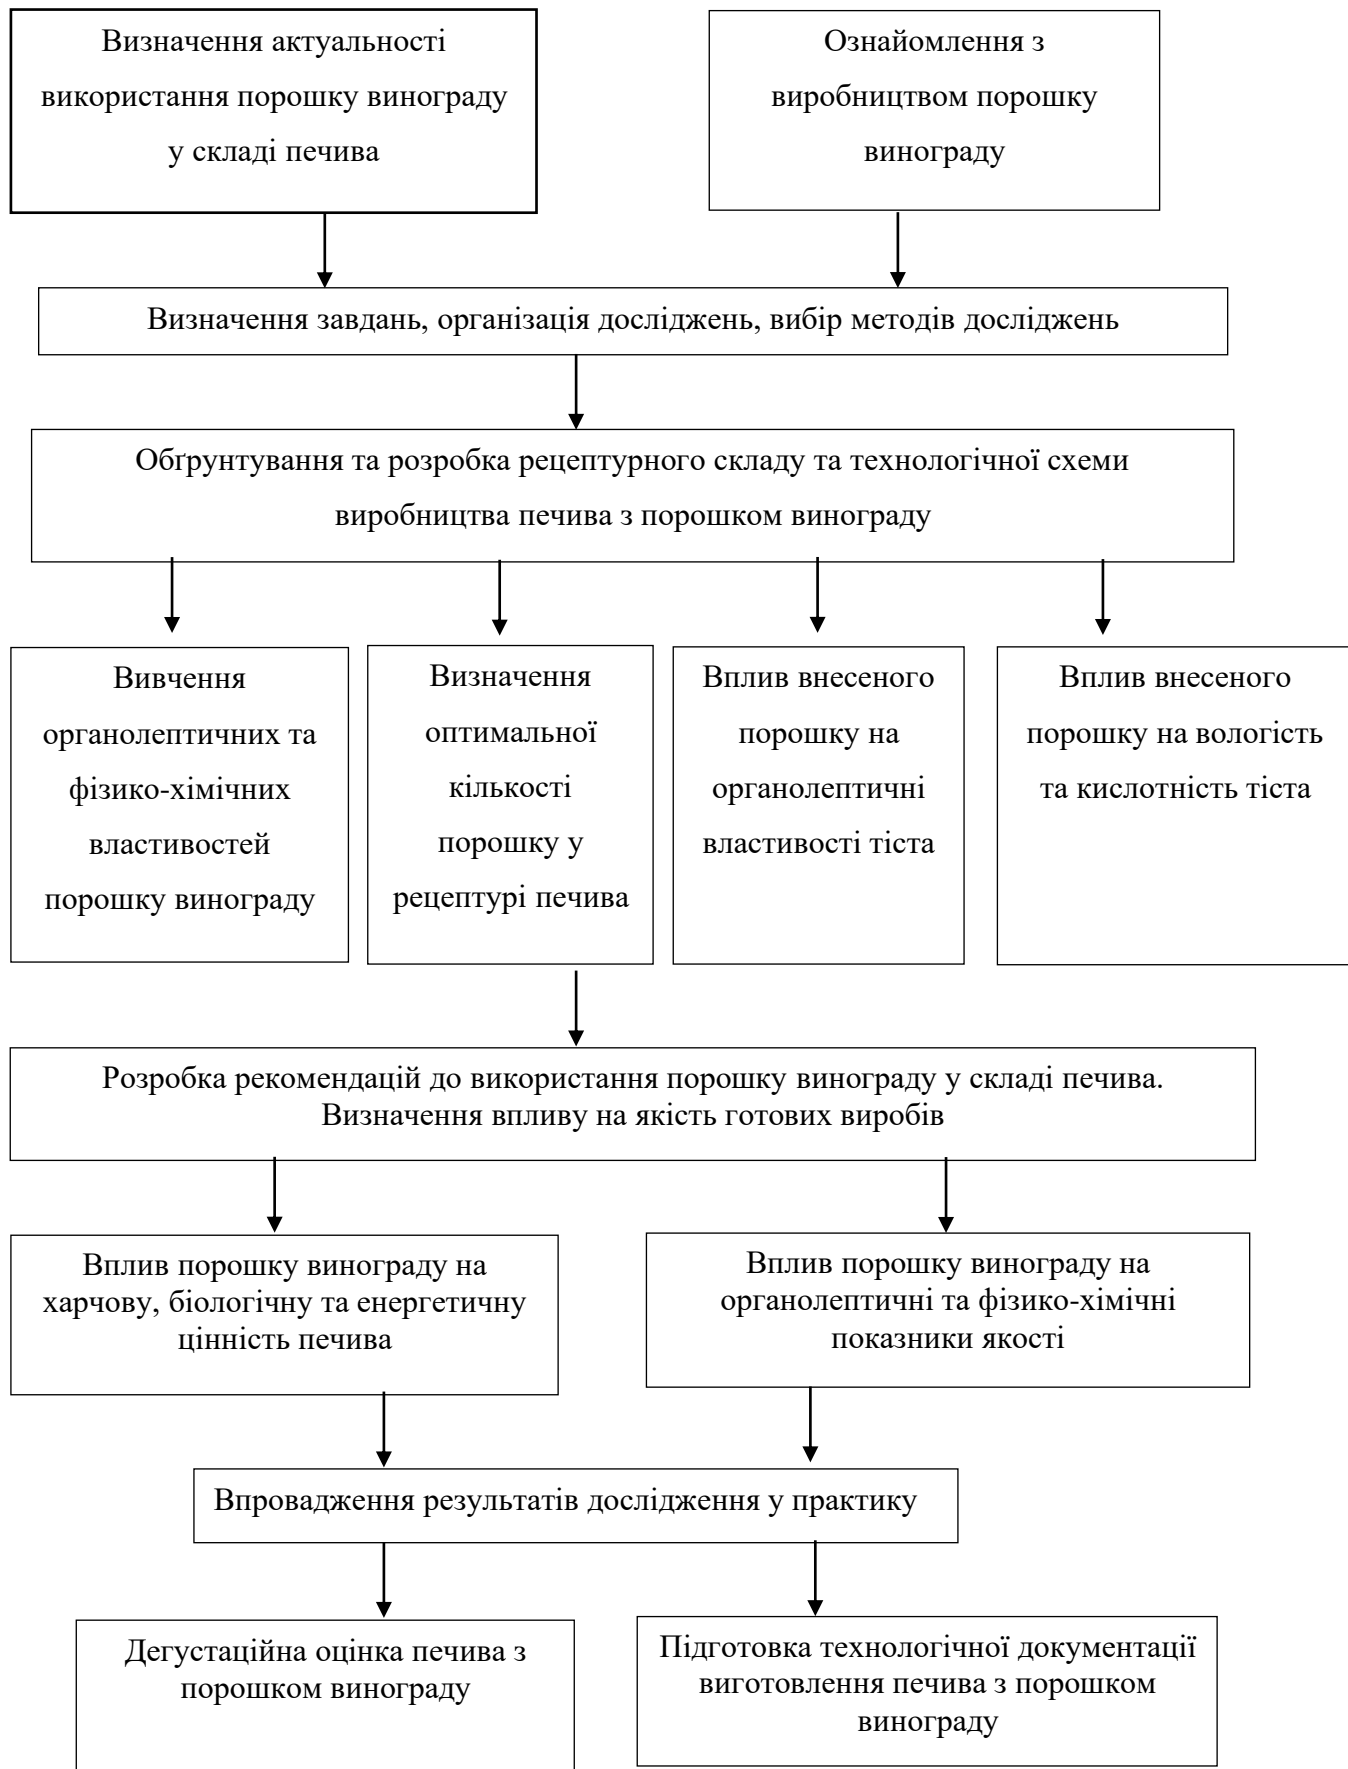 Визначення актуальності
використання порошку винограду
у складі печива
Ознайомлення з
виробництвом порошку
винограду
Визначення завдань, організація досліджень, вибір методів досліджень
Обґрунтування та розробка рецептурного складу та технологічної схеми
виробництва печива з порошком винограду
Вивчення
органолептичних та
фізико-хімічних
властивостей
порошку винограду
Визначення
оптимальної
кількості
порошку у
рецептурі печива
Вплив внесеного
порошку на
органолептичні
властивості тіста
Вплив внесеного
порошку на вологість
та кислотність тіста
Розробка рекомендацій до використання порошку винограду у складі печива.
Визначення впливу на якість готових виробів
Вплив порошку винограду на
харчову, біологічну та енергетичну
цінність печива
Вплив порошку винограду на
органолептичні та фізико-хімічні
показники якості
Впровадження результатів дослідження у практику
Дегустаційна оцінка печива з
порошком винограду
Підготовка технологічної документації
виготовлення печива з порошком
винограду